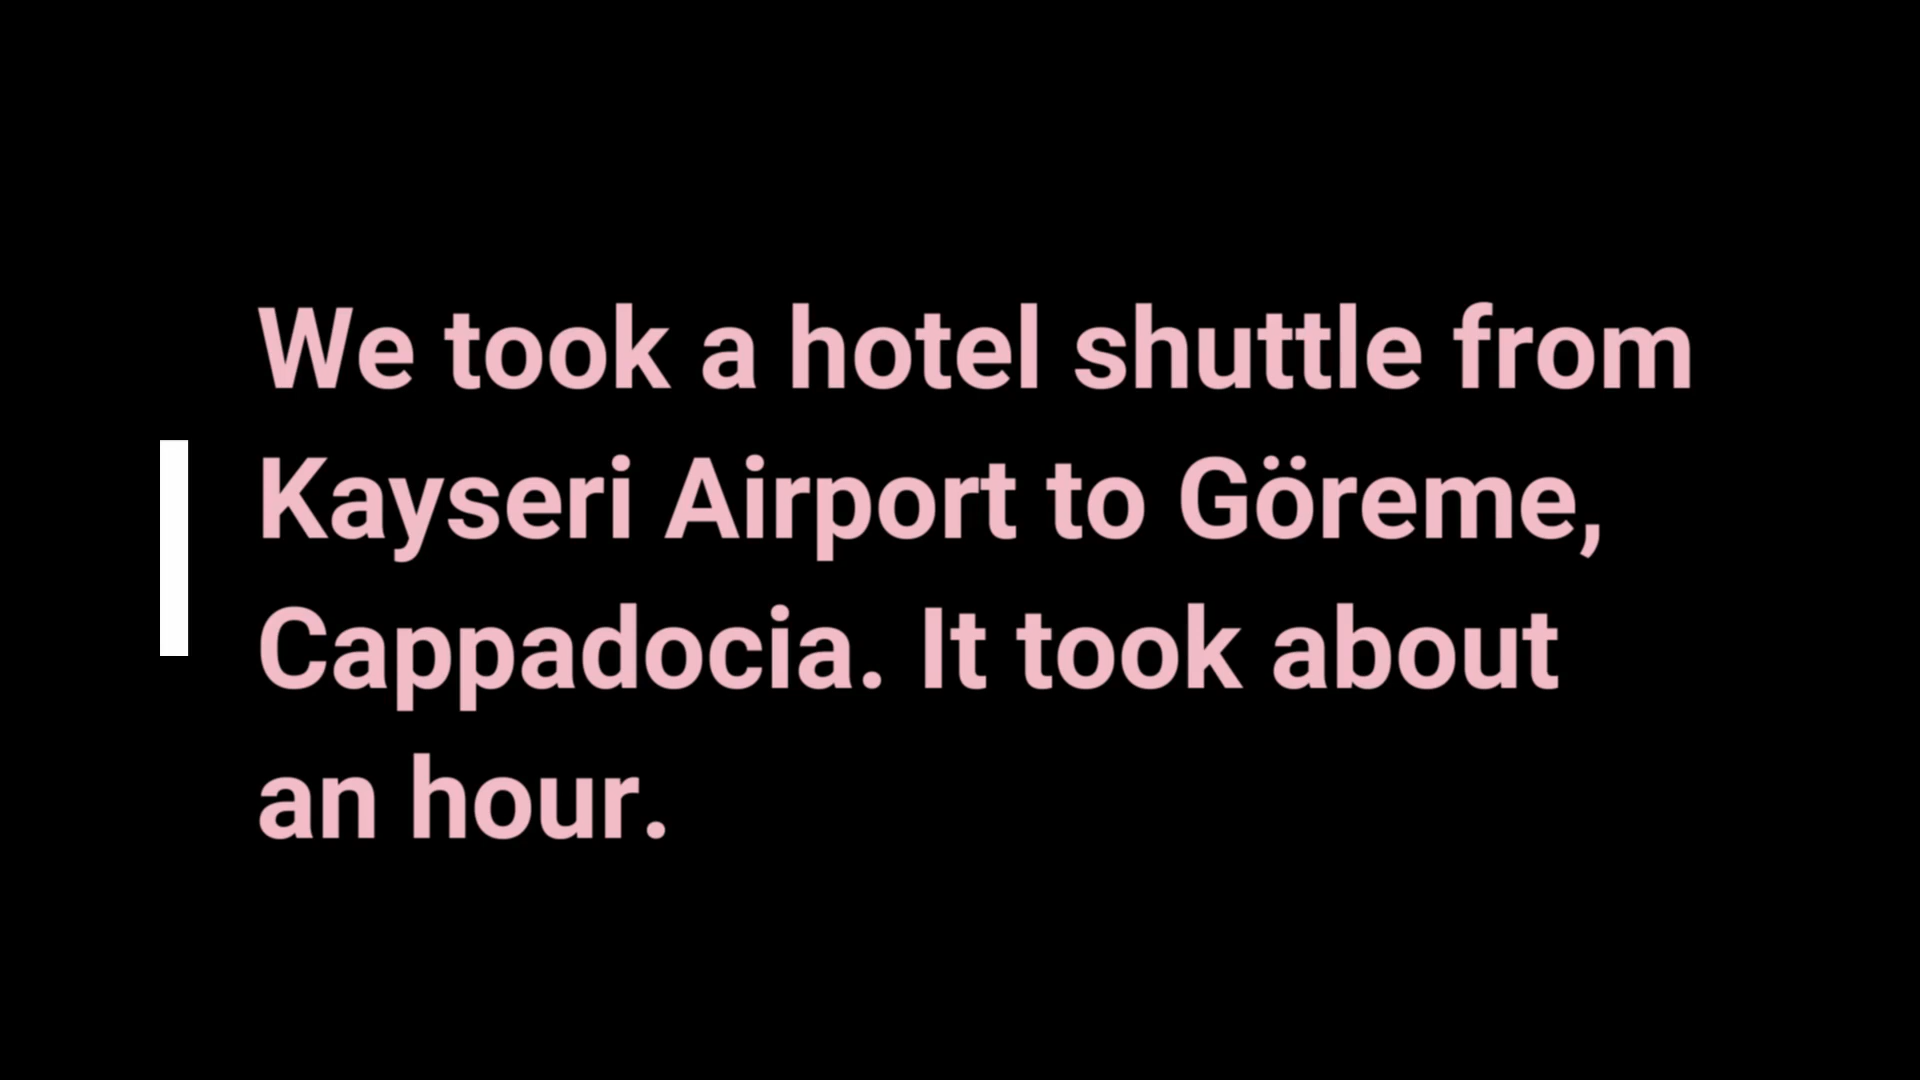 We took a hotel shuttle from
Kayseri Airport to Göreme,
Cappadocia. It took about
an hour.